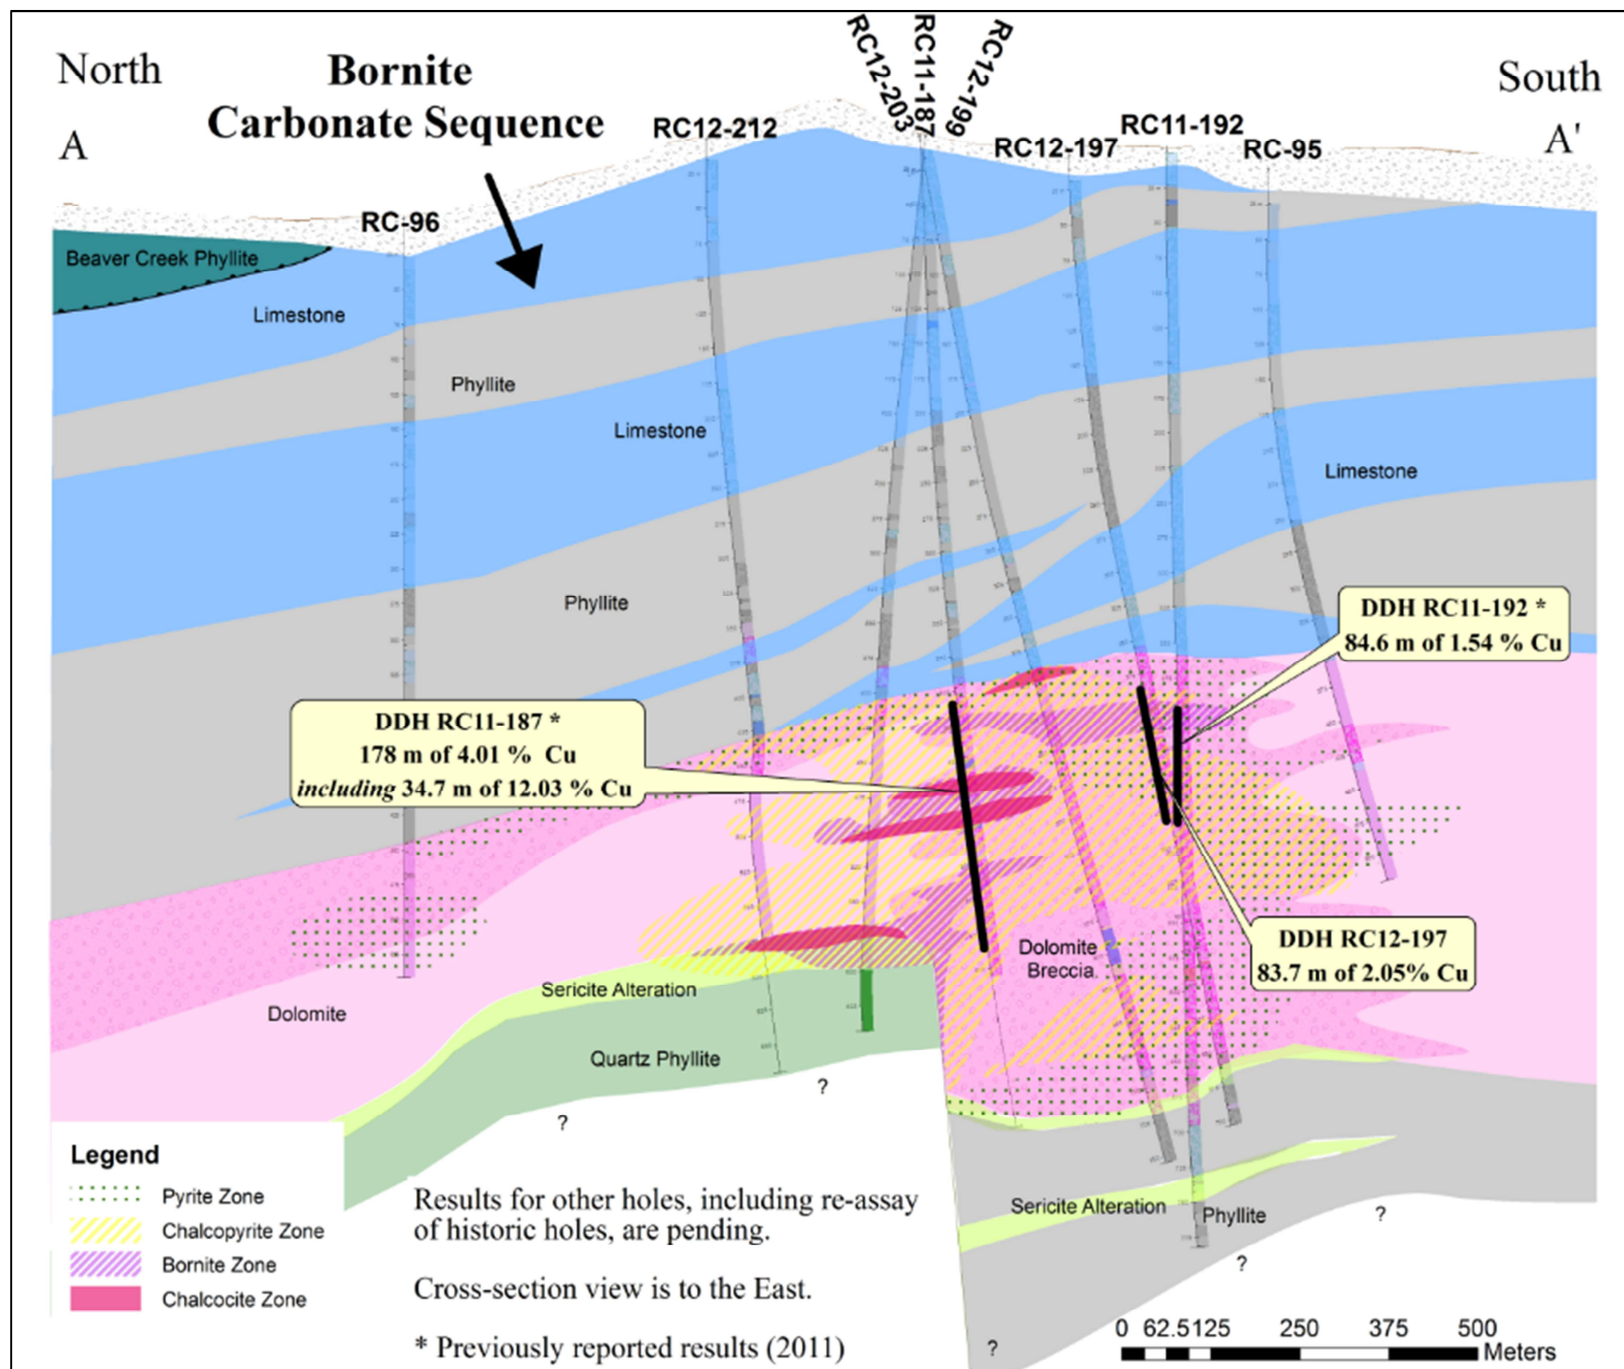 North
Bornite
Carbonate Sequence
South
A
A'
RC12-203
RC11-187
RC12-199
RC12-212
RC12-197
RC11-192
RC-95
RC-96
Beaver Creek Phyllite
Limestone
Phyllite
Limestone
Limestone
Phyllite
DDH RC11-192 *
84.6 m of 1.54 % Cu
DDH RC11-187 *
178 m of 4.01 % Cu
including 34.7 m of 12.03 % Cu
DDH RC12-197
83.7 m of 2.05% Cu
Dolomite
Breccia
Dolomite
Sericite Alteration
Quartz Phyllite
?
?
Sericite Alteration
Phyllite
?
?
?
Legend
Pyrite Zone
Chalcopyrite Zone
Bornite Zone
Chalcocite Zone
Results for other holes, including re-assay
of historic holes, are pending.
Cross-section view is to the East.
* Previously reported results (2011)
0 62.5 125 250 375 500
Meters